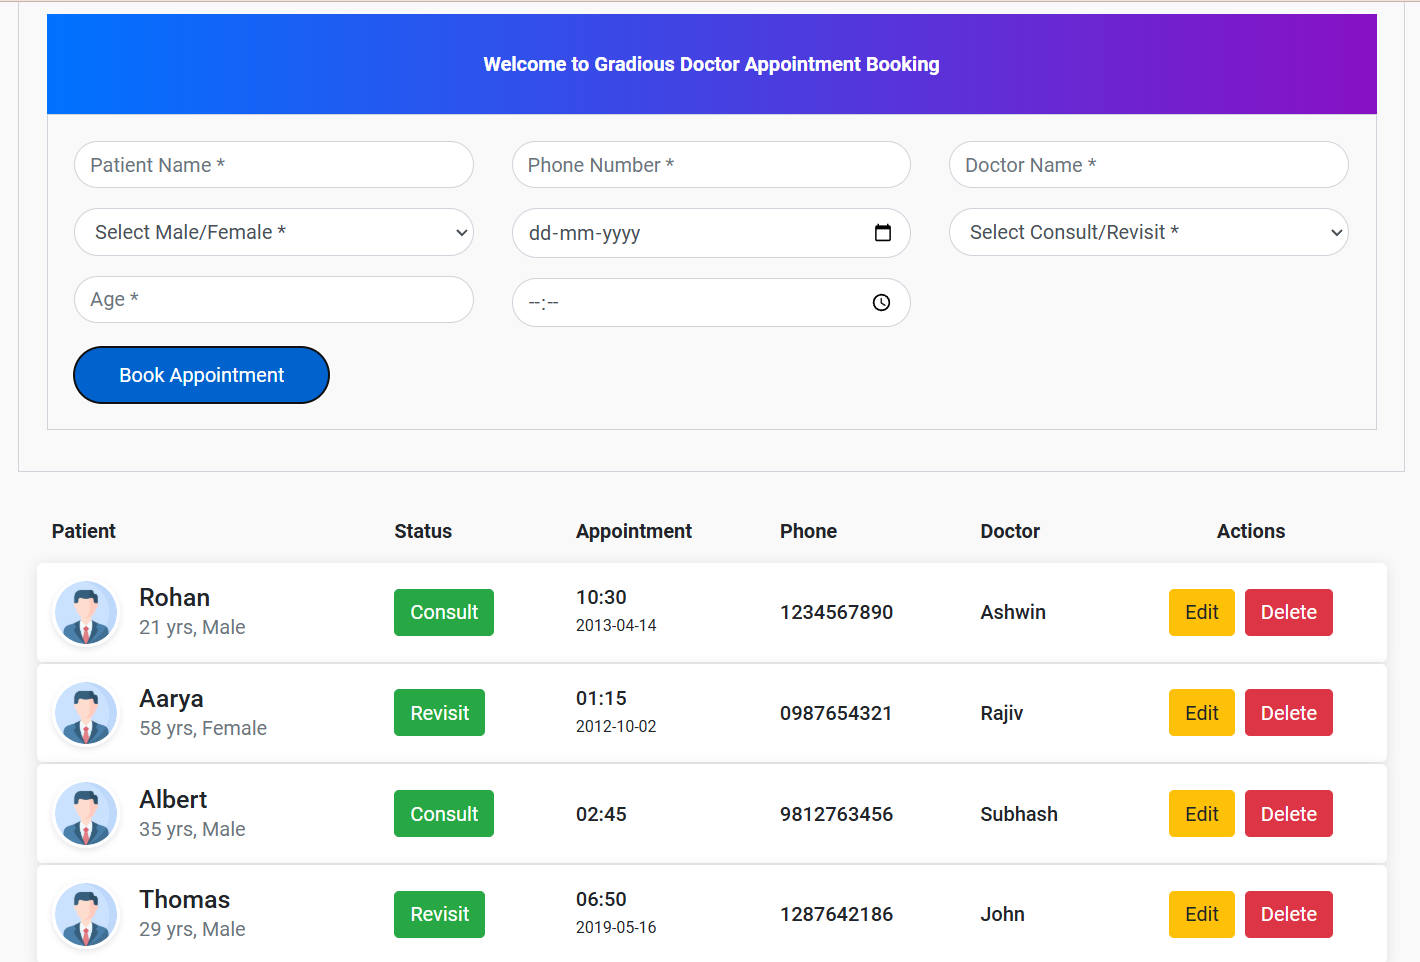 Welcome to Gradious Doctor Appointment Booking
Patient Name * Phone Number * Doctor Name *
Select Male/Female * dd-mm-yyyy Select Consult/Revisit *
Age * --:--
Book Appointment
Patient Status Appointment Phone Doctor Actions
Rohan
21 yrs, Male
Consult
10:30
2013-04-14
1234567890
Ashwin
Edit Delete
Aarya
58 yrs, Female
Revisit
01:15
2012-10-02
0987654321
Rajiv
Edit Delete
Albert
35 yrs, Male
Consult
02:45
9812763456
Subhash
Edit Delete
Thomas
29 yrs, Male
Revisit
06:50
2019-05-16
1287642186
John
Edit Delete